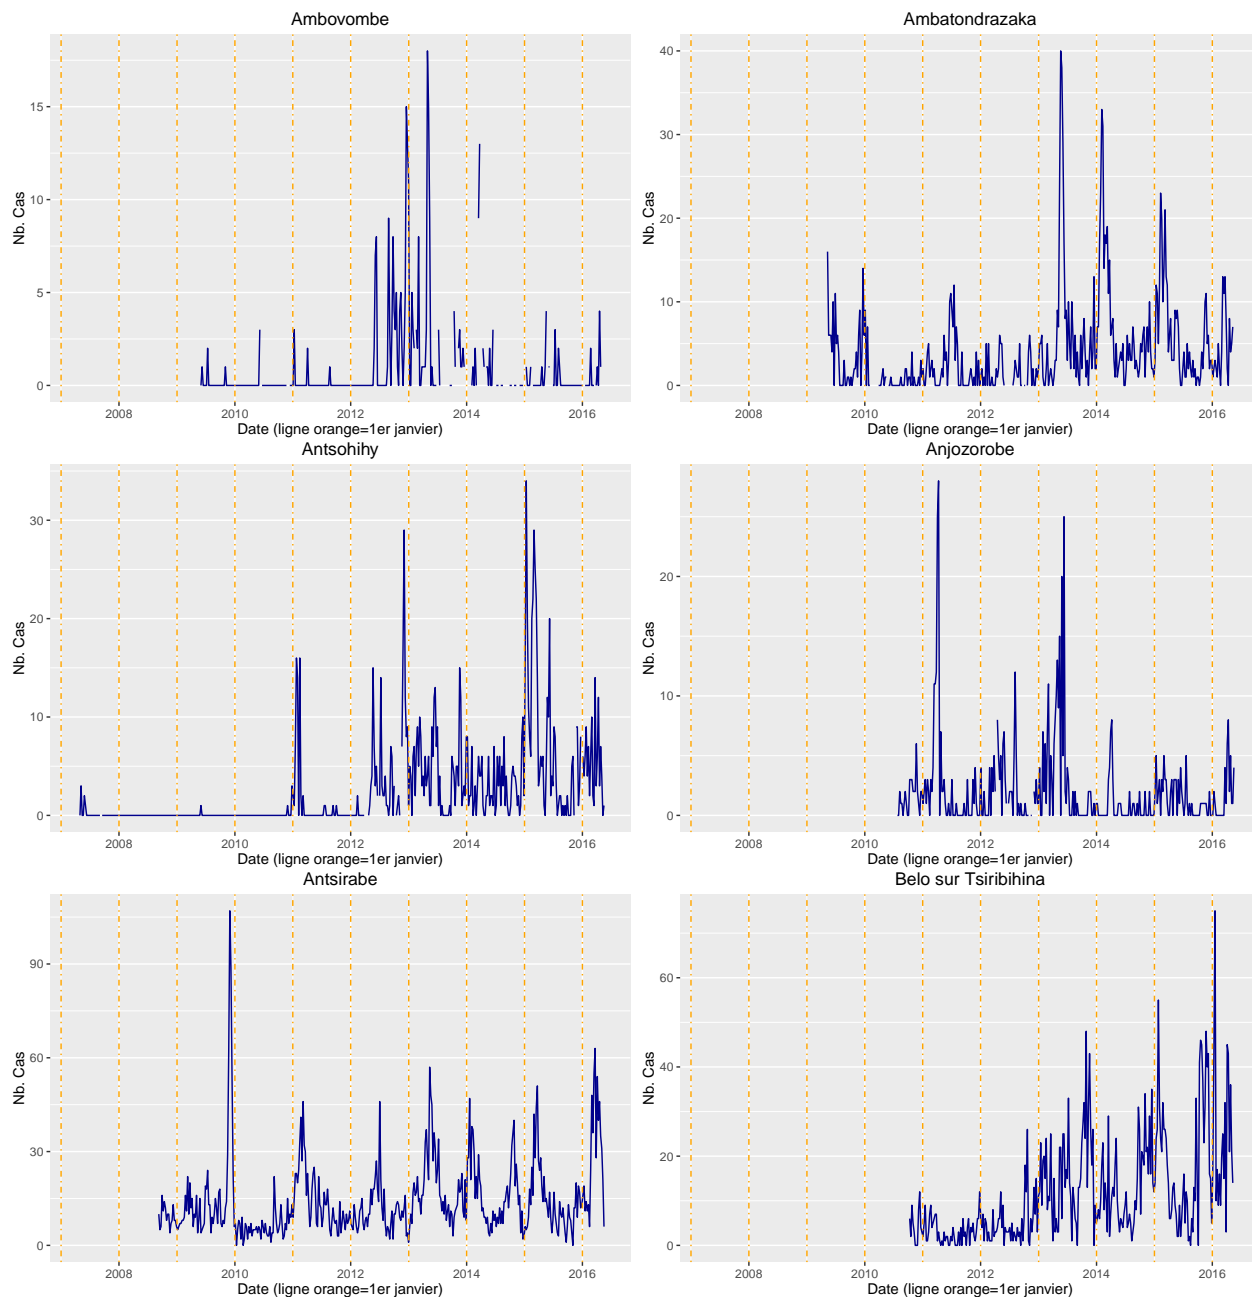 Ambovombe
Nb. Cas
15
10
5
0
2008 2010 2012 2014 2016
Date (ligne orange=1er janvier)
Ambatondrazaka
Nb. Cas
40
30
20
10
0
2008 2010 2012 2014 2016
Date (ligne orange=1er janvier)
Antsohihy
Nb. Cas
30
20
10
0
2008 2010 2012 2014 2016
Date (ligne orange=1er janvier)
Anjozorobe
Nb. Cas
20
10
0
2008 2010 2012 2014 2016
Date (ligne orange=1er janvier)
Antsirabe
Nb. Cas
90
60
30
0
2008 2010 2012 2014 2016
Date (ligne orange=1er janvier)
Belo sur Tsiribihina
Nb. Cas
60
40
20
0
2008 2010 2012 2014 2016
Date (ligne orange=1er janvier)